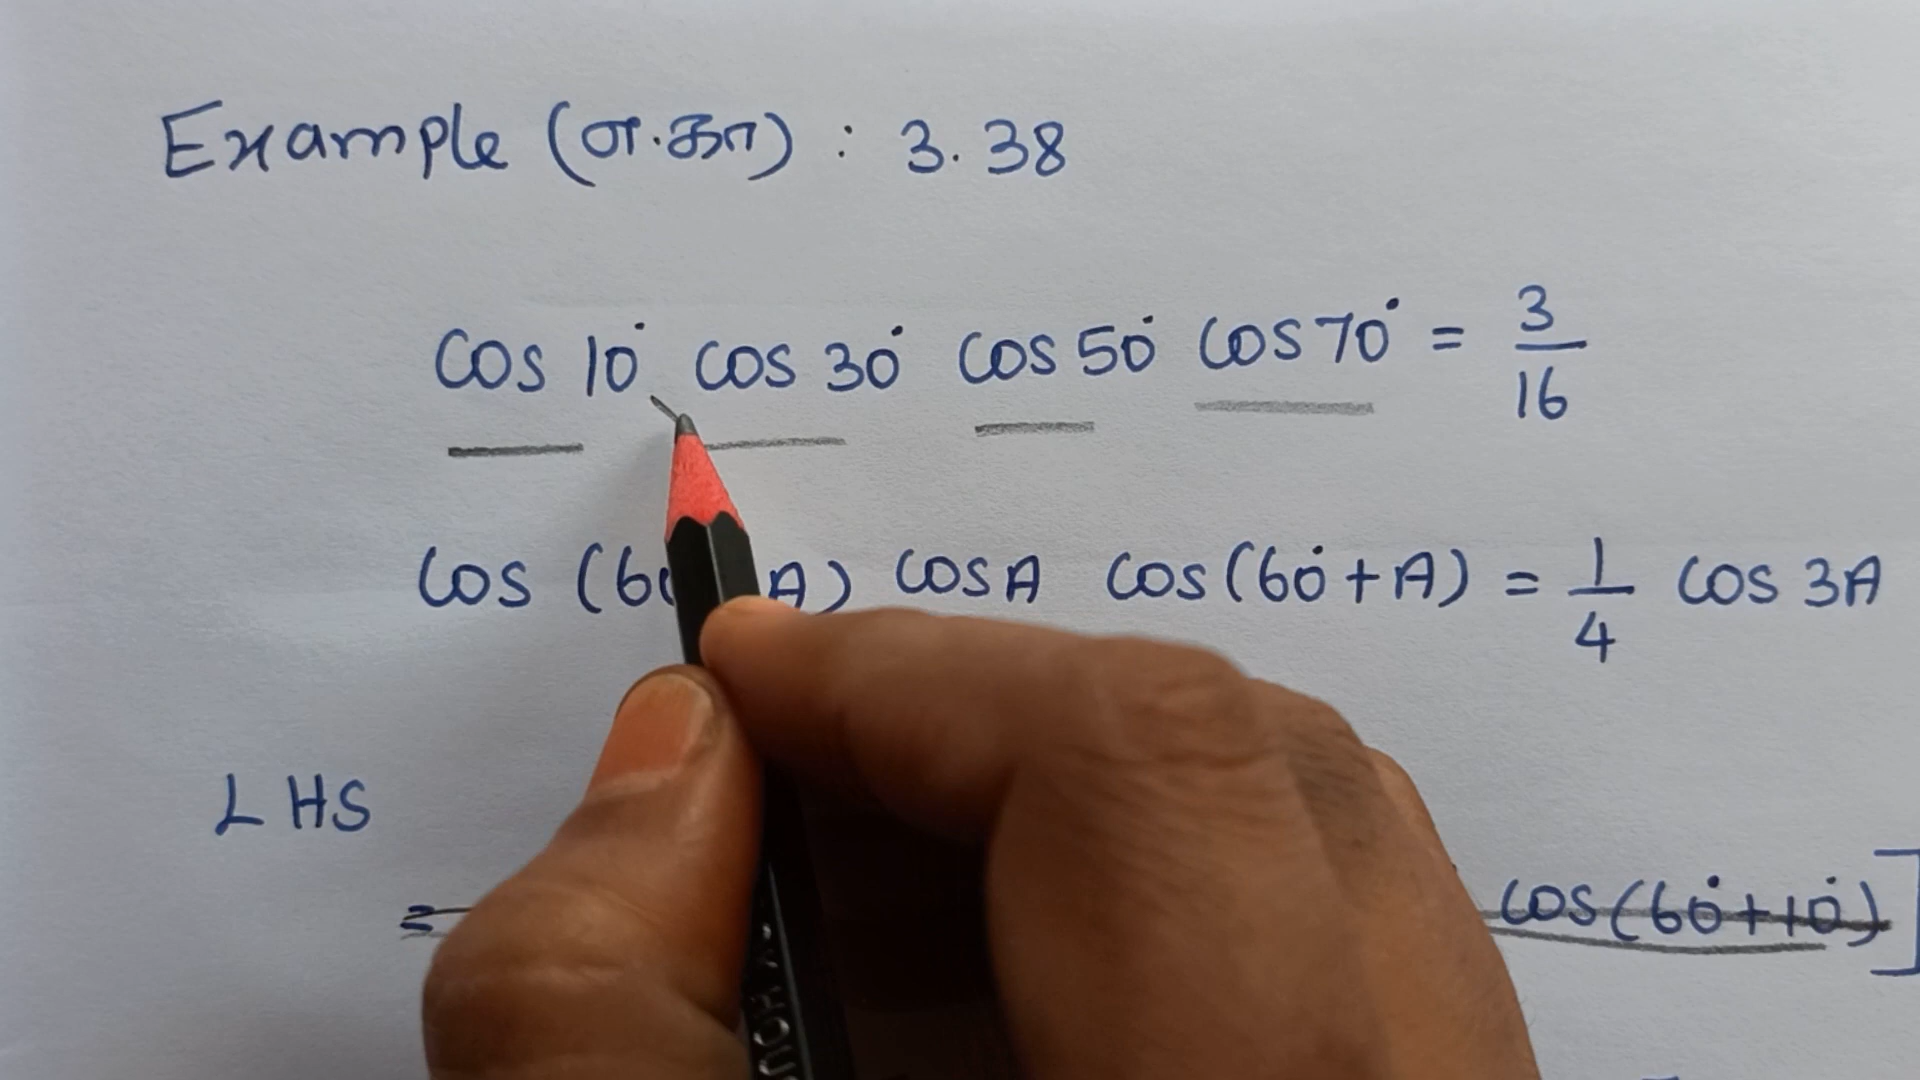 Example (எ.கா) : 3.38
cos 10° cos 30° cos 50° cos 70° = 3/16
cos (60 A) cos A cos (60° + A) = 1/4 cos 3A
LHS
= cos (60° + 10°) ]